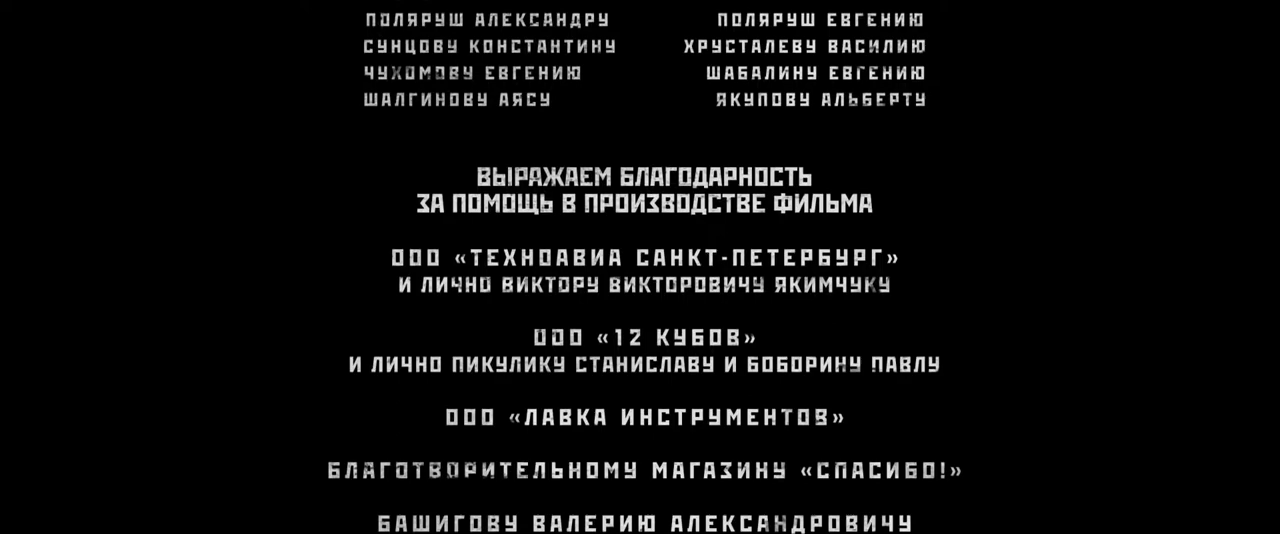 ПОЛЯРУШ АЛЕКСАНДРУ ПОЛЯРУШ ЕВГЕНИЮ
СУНЦОВУ КОНСТАНТИНУ ХРУСТАЛЕВУ ВАСИЛИЮ
ЧУХОМОВУ ЕВГЕНИЮ ШАБАЛИНУ ЕВГЕНИЮ
ШАЛГИНОВУ АЯСУ ЯКУПОВУ АЛЬБЕРТУ
ВЫРАЖАЕМ БЛАГОДАРНОСТЬ
ЗА ПОМОЩЬ В ПРОИЗВОДСТВЕ ФИЛЬМА
ООО «ТЕХНОАВИА САНКТ-ПЕТЕРБУРГ»
И ЛИЧНО ВИКТОРУ ВИКТОРОВИЧУ ЯКИМЧУКУ
ООО «12 КУБОВ»
И ЛИЧНО ПИКУЛИКУ СТАНИСЛАВУ И БОБОРИНУ ПАВЛУ
ООО «ЛАВКА ИНСТРУМЕНТОВ»
БЛАГОТВОРИТЕЛЬНОМУ МАГАЗИНУ «СПАСИБО!»
БАШИГОВУ ВАЛЕРИЮ АЛЕКСАНДРОВИЧУ